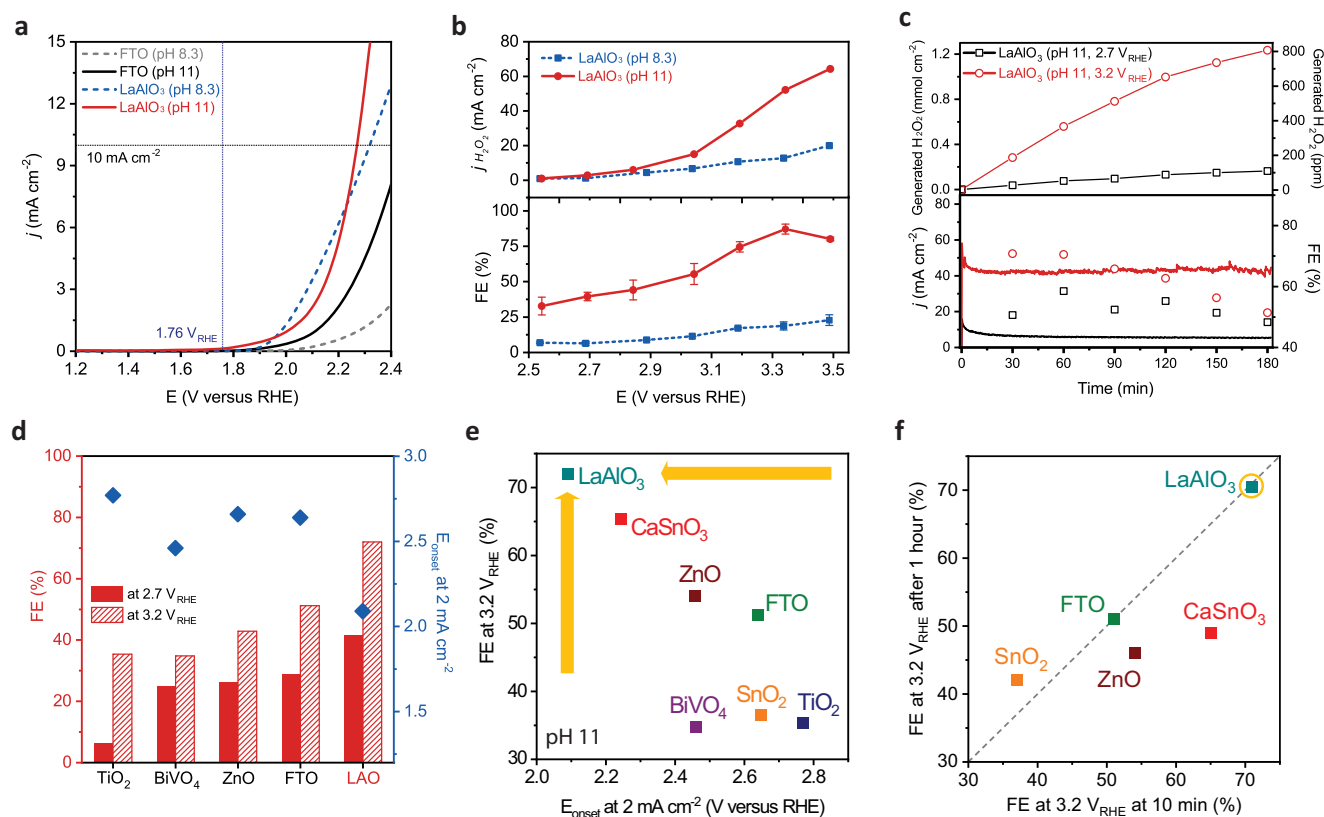 a
15
12
9
6
3
0
j (mA cm⁻²)
FTO (pH 8.3)
FTO (pH 11)
LaAlO₃ (pH 8.3)
LaAlO₃ (pH 11)
10 mA cm⁻²
1.76 V_RHE
1.2 1.4 1.6 1.8 2.0 2.2 2.4
E (V versus RHE)
b
80
60
40
20
0
j H₂O₂ (mA cm⁻²)
LaAlO₃ (pH 8.3)
LaAlO₃ (pH 11)
100
75
50
25
0
FE (%)
2.5 2.7 2.9 3.1 3.3 3.5
E (V versus RHE)
c
1.2
0.8
0.4
0.0
Generated H₂O₂ (mmol cm⁻²)
LaAlO₃ (pH 11, 2.7 V_RHE)
LaAlO₃ (pH 11, 3.2 V_RHE)
800
600
400
200
0
Generated H₂O₂ (ppm)
80
60
40
20
0
j (mA cm⁻²)
80
60
40
FE (%)
0 30 60 90 120 150 180
Time (min)
d
100
80
60
40
20
0
FE (%)
at 2.7 V_RHE
at 3.2 V_RHE
3.0
2.5
2.0
1.5
E_onset at 2 mA cm⁻²
TiO₂ BiVO₄ ZnO FTO LAO
e
70
60
50
40
30
FE at 3.2 V_RHE (%)
LaAlO₃
CaSnO₃
ZnO
FTO
BiVO₄
SnO₂
TiO₂
pH 11
2.0 2.2 2.4 2.6 2.8
E_onset at 2 mA cm⁻² (V versus RHE)
f
70
60
50
40
30
FE at 3.2 V_RHE after 1 hour (%)
LaAlO₃
FTO
CaSnO₃
SnO₂
ZnO
30 40 50 60 70
FE at 3.2 V_RHE at 10 min (%)